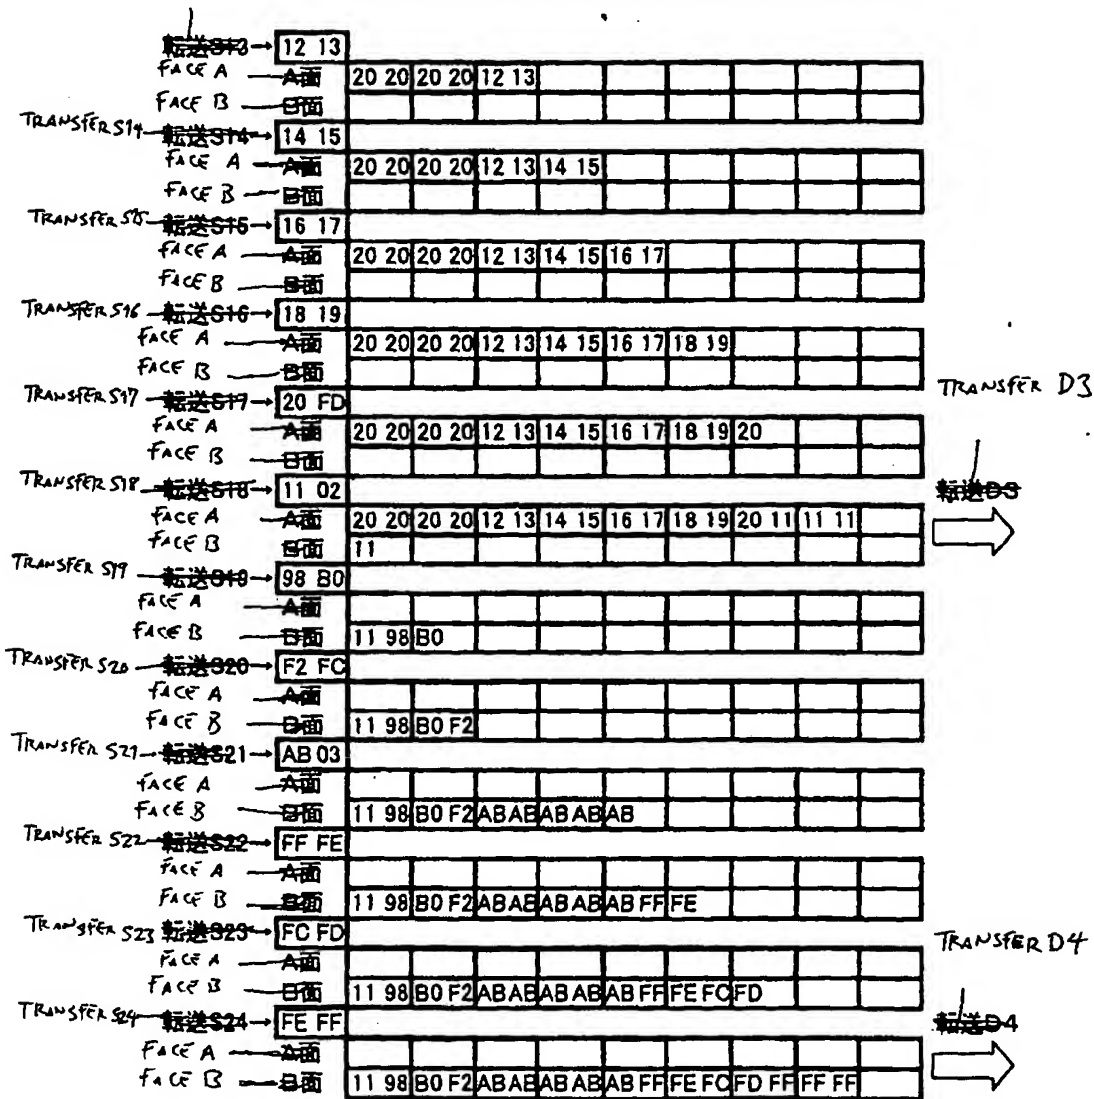 転送S13→ 12 13
FACE A A面 20 20 20 20 12 13
FACE B B面
TRANSFER S14 転送S14→ 14 15
FACE A A面 20 20 20 20 12 13 14 15
FACE B B面
TRANSFER S15 転送S15→ 16 17
FACE A A面 20 20 20 20 12 13 14 15 16 17
FACE B B面
TRANSFER S16 転送S16→ 18 19
FACE A A面 20 20 20 20 12 13 14 15 16 17 18 19
FACE B B面
TRANSFER S17 転送S17→ 20 FD TRANSFER D3
FACE A A面 20 20 20 20 12 13 14 15 16 17 18 19 20
FACE B B面
TRANSFER S18 転送S18→ 11 02 転送D3
FACE A A面 20 20 20 20 12 13 14 15 16 17 18 19 20 11 11 11
FACE B B面 11
TRANSFER S19 転送S19→ 98 B0
FACE A A面
FACE B B面 11 98 B0
TRANSFER S20 転送S20→ F2 FC
FACE A A面
FACE B B面 11 98 B0 F2
TRANSFER S21 転送S21→ AB 03
FACE A A面
FACE B B面 11 98 B0 F2 AB AB AB AB AB
TRANSFER S22 転送S22→ FF FE
FACE A A面
FACE B B面 11 98 B0 F2 AB AB AB AB AB FF FE
TRANSFER S23 転送S23→ FC FD TRANSFER D4
FACE A A面
FACE B B面 11 98 B0 F2 AB AB AB AB AB FF FE FC FD
TRANSFER S24 転送S24→ FE FF 転送D4
FACE A A面
FACE B B面 11 98 B0 F2 AB AB AB AB AB FF FE FC FD FF FF FF